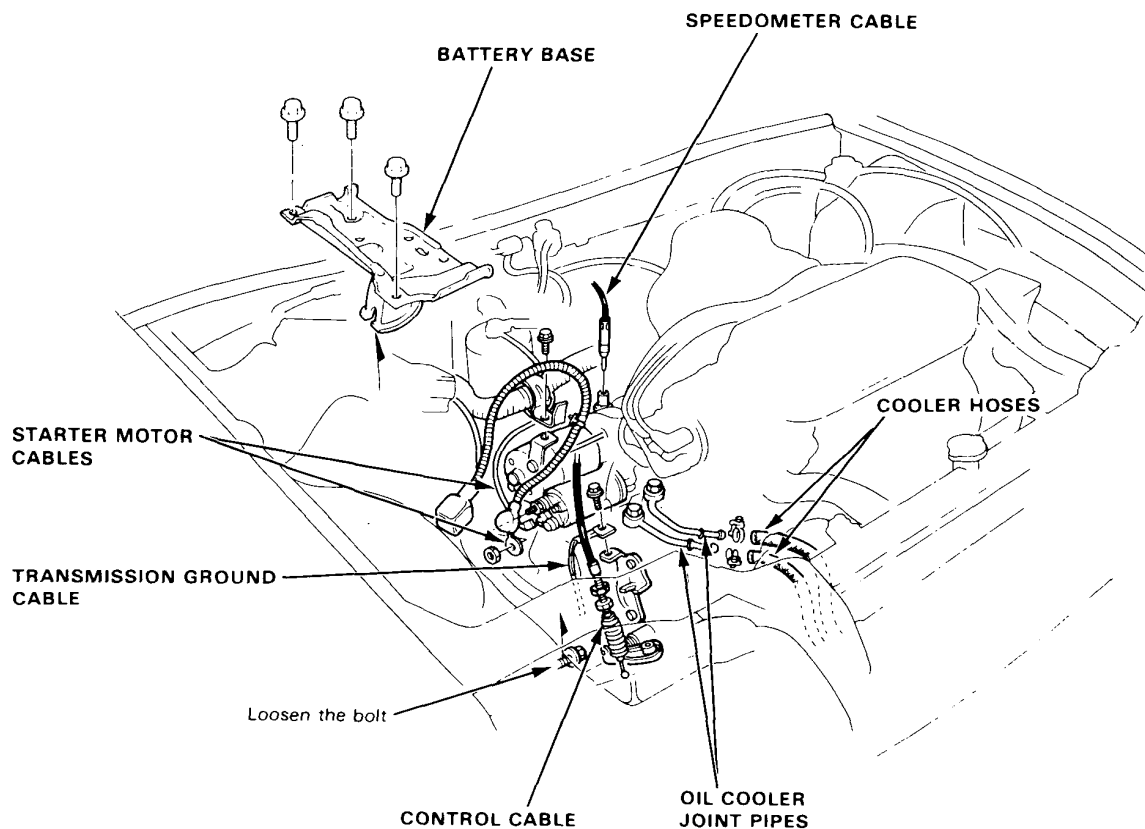 SPEEDOMETER CABLE
BATTERY BASE
COOLER HOSES
STARTER MOTOR
CABLES
TRANSMISSION GROUND
CABLE
Loosen the bolt
CONTROL CABLE
OIL COOLER
JOINT PIPES